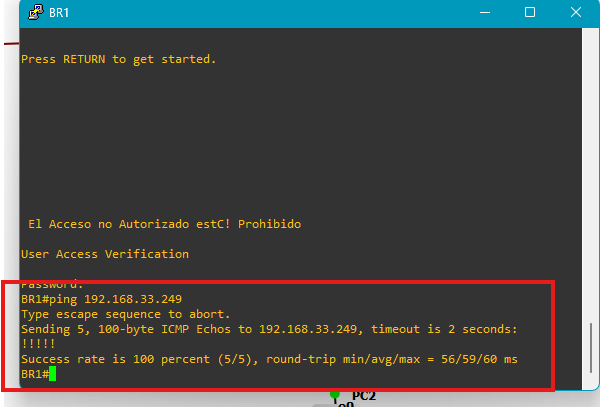 BR1
Press RETURN to get started.
El Acceso no Autorizado estC! Prohibido
User Access Verification
Password:
BR1#ping 192.168.33.249
Type escape sequence to abort.
Sending 5, 100-byte ICMP Echos to 192.168.33.249, timeout is 2 seconds:
!!!!!
Success rate is 100 percent (5/5), round-trip min/avg/max = 56/59/60 ms
BR1#
PC2
e0